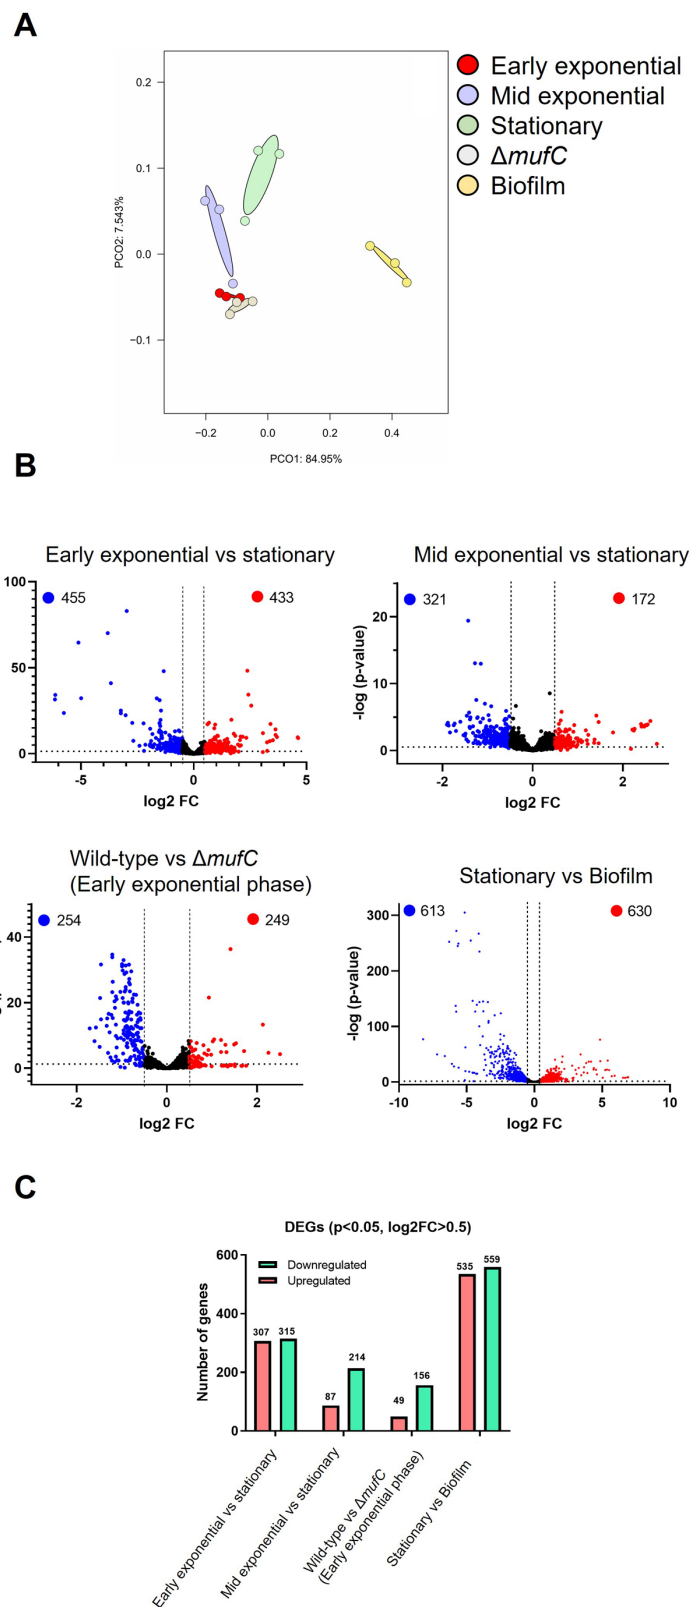 A
Early exponential
Mid exponential
Stationary
ΔmufC
Biofilm
0.2
0.1
0.0
−0.1
PCO2: 7.543%
−0.2
0.0
0.2
0.4
PCO1: 84.95%
B
Early exponential vs stationary
100
50
0
455
433
-5
0
5
log2 FC
Mid exponential vs stationary
-log (p-value)
20
10
0
321
172
-2
0
2
log2 FC
Wild-type vs ΔmufC
(Early exponential phase)
40
20
0
254
249
-2
0
2
log2 FC
Stationary vs Biofilm
-log (p-value)
300
200
100
0
613
630
-10
-5
0
5
10
log2 FC
C
DEGs (p<0.05, log2FC>0.5)
Number of genes
600
400
200
0
Downregulated
Upregulated
307
315
87
214
49
156
535
559
Early exponential vs stationary
Mid exponential vs stationary
Wild-type vs ΔmufC
(Early exponential phase)
Stationary vs Biofilm